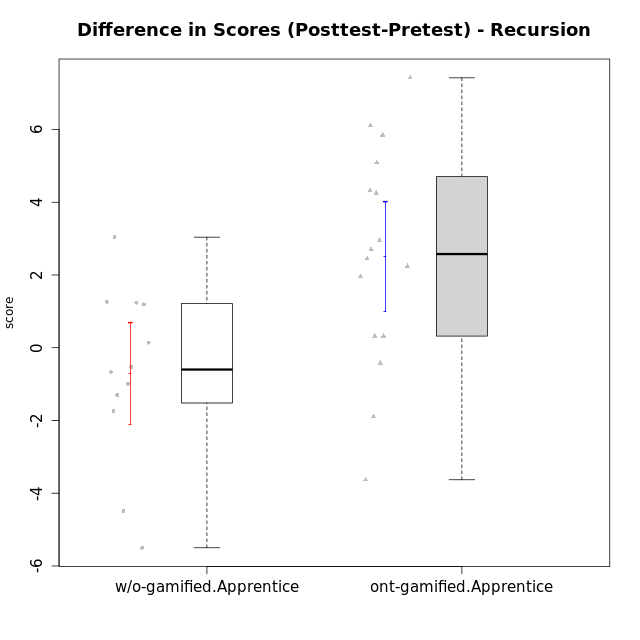 Difference in Scores (Posttest-Pretest) - Recursion
score
6
4
2
0
-2
-4
-6
w/o-gamified.Apprentice
ont-gamified.Apprentice